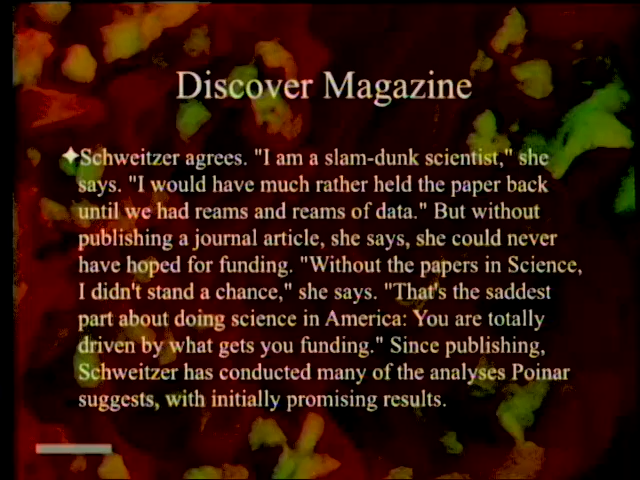 Discover Magazine
Schweitzer agrees. "I am a slam-dunk scientist," she
says. "I would have much rather held the paper back
until we had reams and reams of data." But without
publishing a journal article, she says, she could never
have hoped for funding. "Without the papers in Science,
I didn't stand a chance," she says. "That's the saddest
part about doing science in America: You are totally
driven by what gets you funding." Since publishing,
Schweitzer has conducted many of the analyses Poinar
suggests, with initially promising results.